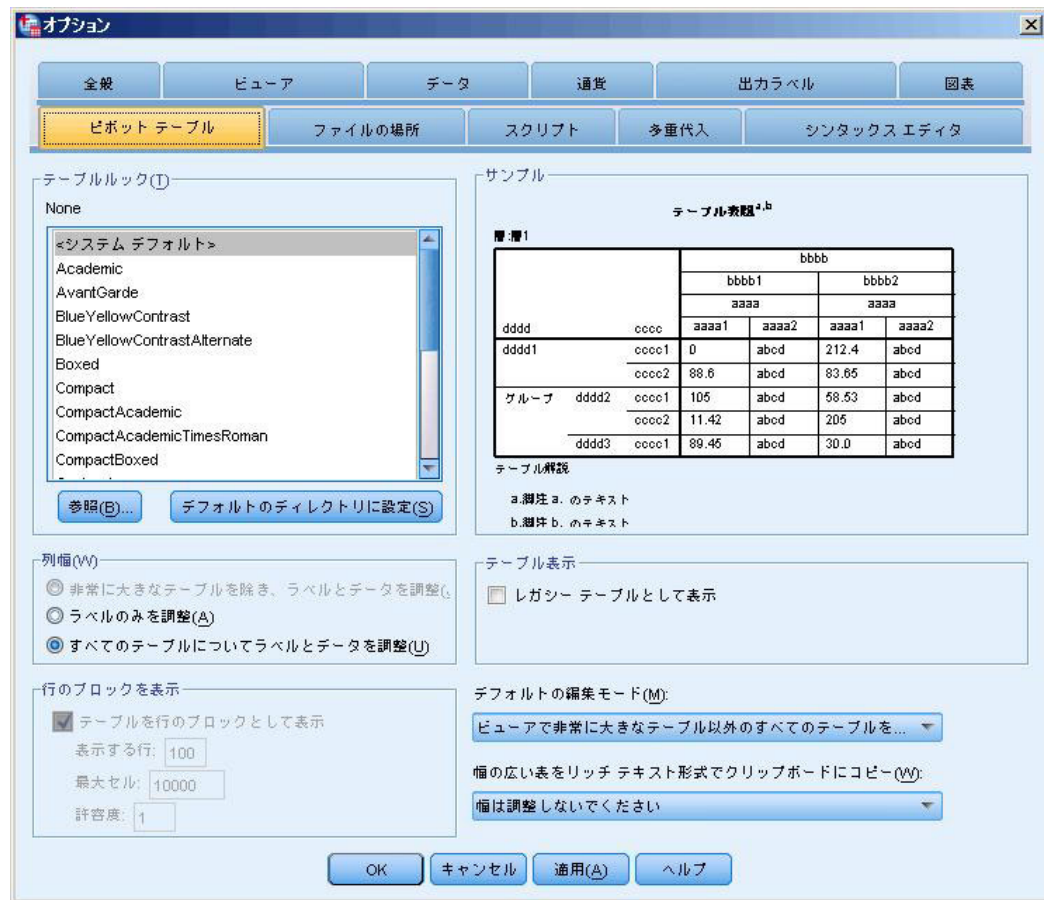 オプション
全般 ビューア データ 通貨 出力ラベル 図表
ピボット テーブル ファイルの場所 スクリプト 多重代入 シンタックス エディタ
テーブルルック(T)
None
<システム デフォルト>
Academic
AvantGarde
BlueYellowContrast
BlueYellowContrastAlternate
Boxed
Compact
CompactAcademic
CompactAcademicTimesRoman
CompactBoxed
参照(B)... デフォルトのディレクトリに設定(S)
サンプル
テーブル表題a,b
層:層1
bbbb
bbbb1 bbbb2
aaaa aaaa
dddd cccc aaaa1 aaaa2 aaaa1 aaaa2
dddd1 cccc1 0 abcd 212.4 abcd
cccc2 88.6 abcd 83.65 abcd
グループ dddd2 cccc1 105 abcd 58.53 abcd
cccc2 11.42 abcd 205 abcd
dddd3 cccc1 89.45 abcd 30.0 abcd
テーブル解説
a.脚注 a. のテキスト
b.脚注 b. のテキスト
列幅(W)
非常に大きなテーブルを除き、ラベルとデータを調整(
ラベルのみを調整(A)
すべてのテーブルについてラベルとデータを調整(U)
テーブル表示
レガシー テーブルとして表示
行のブロックを表示
テーブルを行のブロックとして表示
表示する行: 100
最大セル: 10000
許容度: 1
デフォルトの編集モード(M):
ビューアで非常に大きなテーブル以外のすべてのテーブルを...
幅の広い表をリッチ テキスト形式でクリップボードにコピー(W):
幅は調整しないでください
OK キャンセル 適用(A) ヘルプ